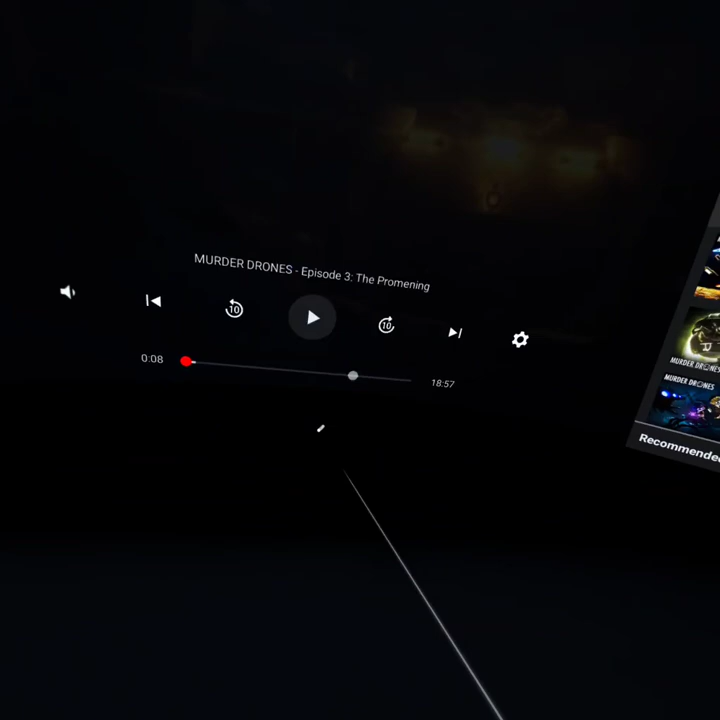 MURDER DRONES - Episode 3: The Promening
10
10
0:08
18:57
MURDER DRONES
MURDER DRONES
Recommended